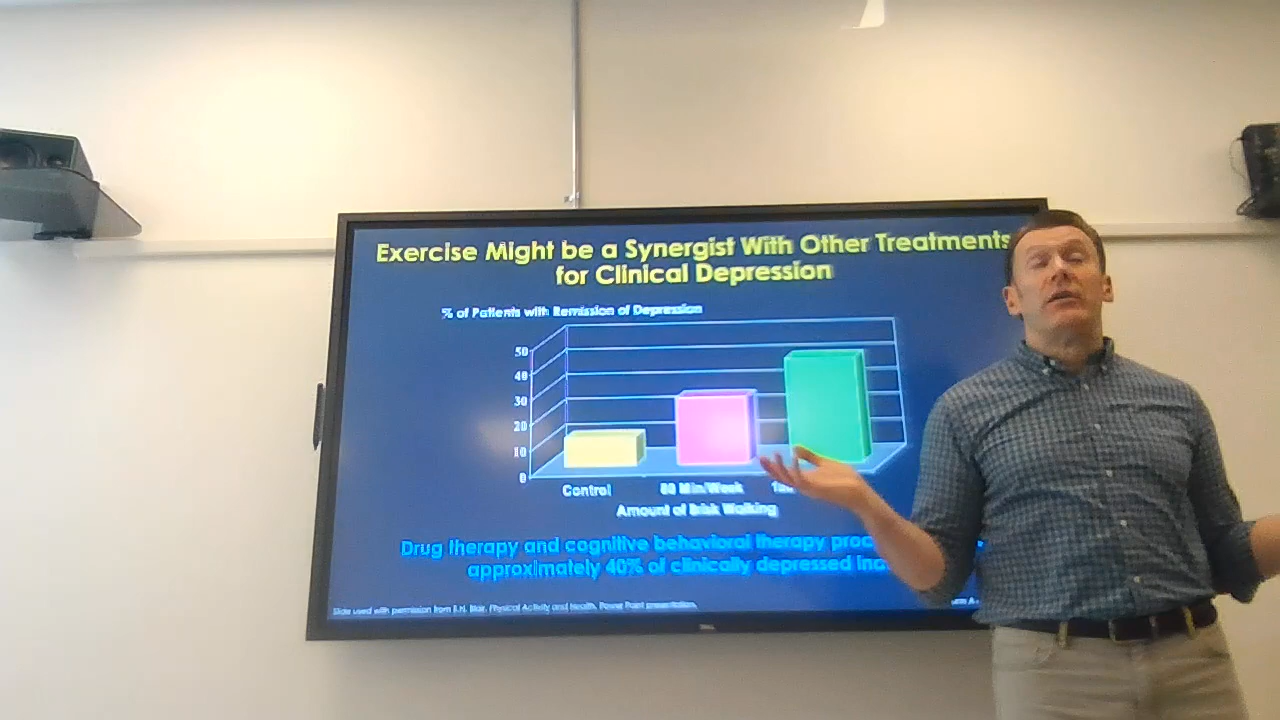 Exercise Might be a Synergist With Other Treatments
for Clinical Depression
% of Patients with Remission of Depression
50
40
30
20
10
0
Control 80 Min/Week
Amount of Brisk Walking
Drug therapy and cognitive behavioral therapy
approximately 40% of clinically depressed
Slide used with permission from Physical Activity and Health, Power Point presentation.
DELL